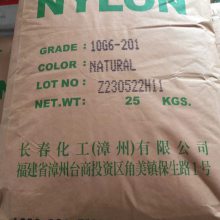 NYLON
GRADE : 10G6-201
COLOR : NATURAL
LOT NO : Z230522H11
NET.WT: 25 KGS.
长春化工(漳州)有限公司
福建省漳州台商投资区角美镇保生路1号